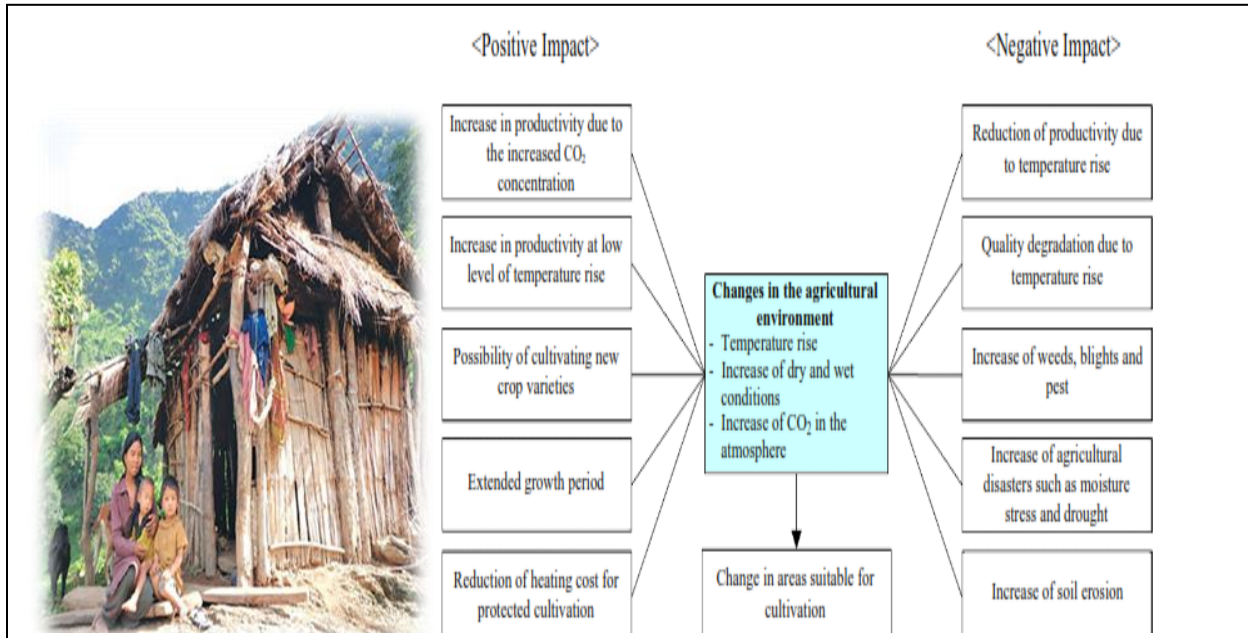 <Positive Impact>
Increase in productivity due to
the increased CO₂
concentration
Increase in productivity at low
level of temperature rise
Possibility of cultivating new
crop varieties
Extended growth period
Reduction of heating cost for
protected cultivation
Changes in the agricultural
environment
- Temperature rise
- Increase of dry and wet
conditions
- Increase of CO₂ in the
atmosphere
Change in areas suitable for
cultivation
<Negative Impact>
Reduction of productivity due
to temperature rise
Quality degradation due to
temperature rise
Increase of weeds, blights and
pest
Increase of agricultural
disasters such as moisture
stress and drought
Increase of soil erosion